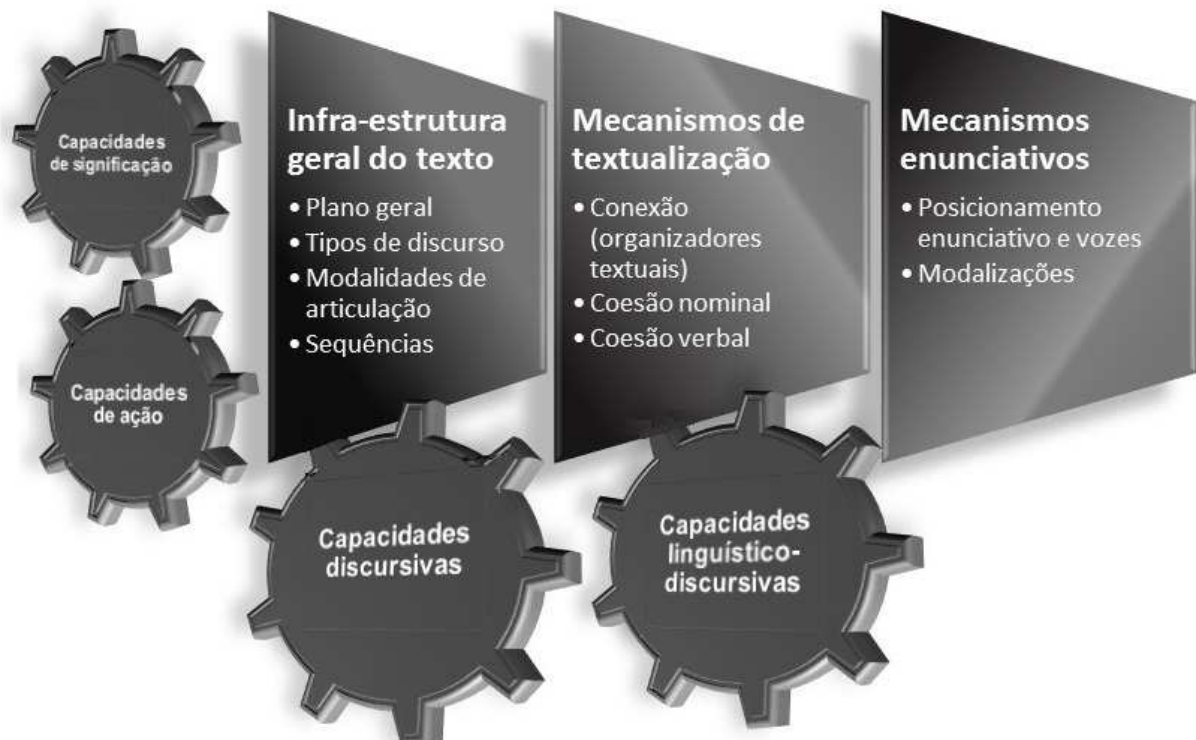 Capacidades
de significação
Capacidades
de ação
Infra-estrutura
geral do texto
• Plano geral
• Tipos de discurso
• Modalidades de
articulação
• Sequências
Mecanismos de
textualização
• Conexão
(organizadores
textuais)
• Coesão nominal
• Coesão verbal
Mecanismos
enunciativos
• Posicionamento
enunciativo e vozes
• Modalizações
Capacidades
discursivas
Capacidades
linguístico-
discursivas